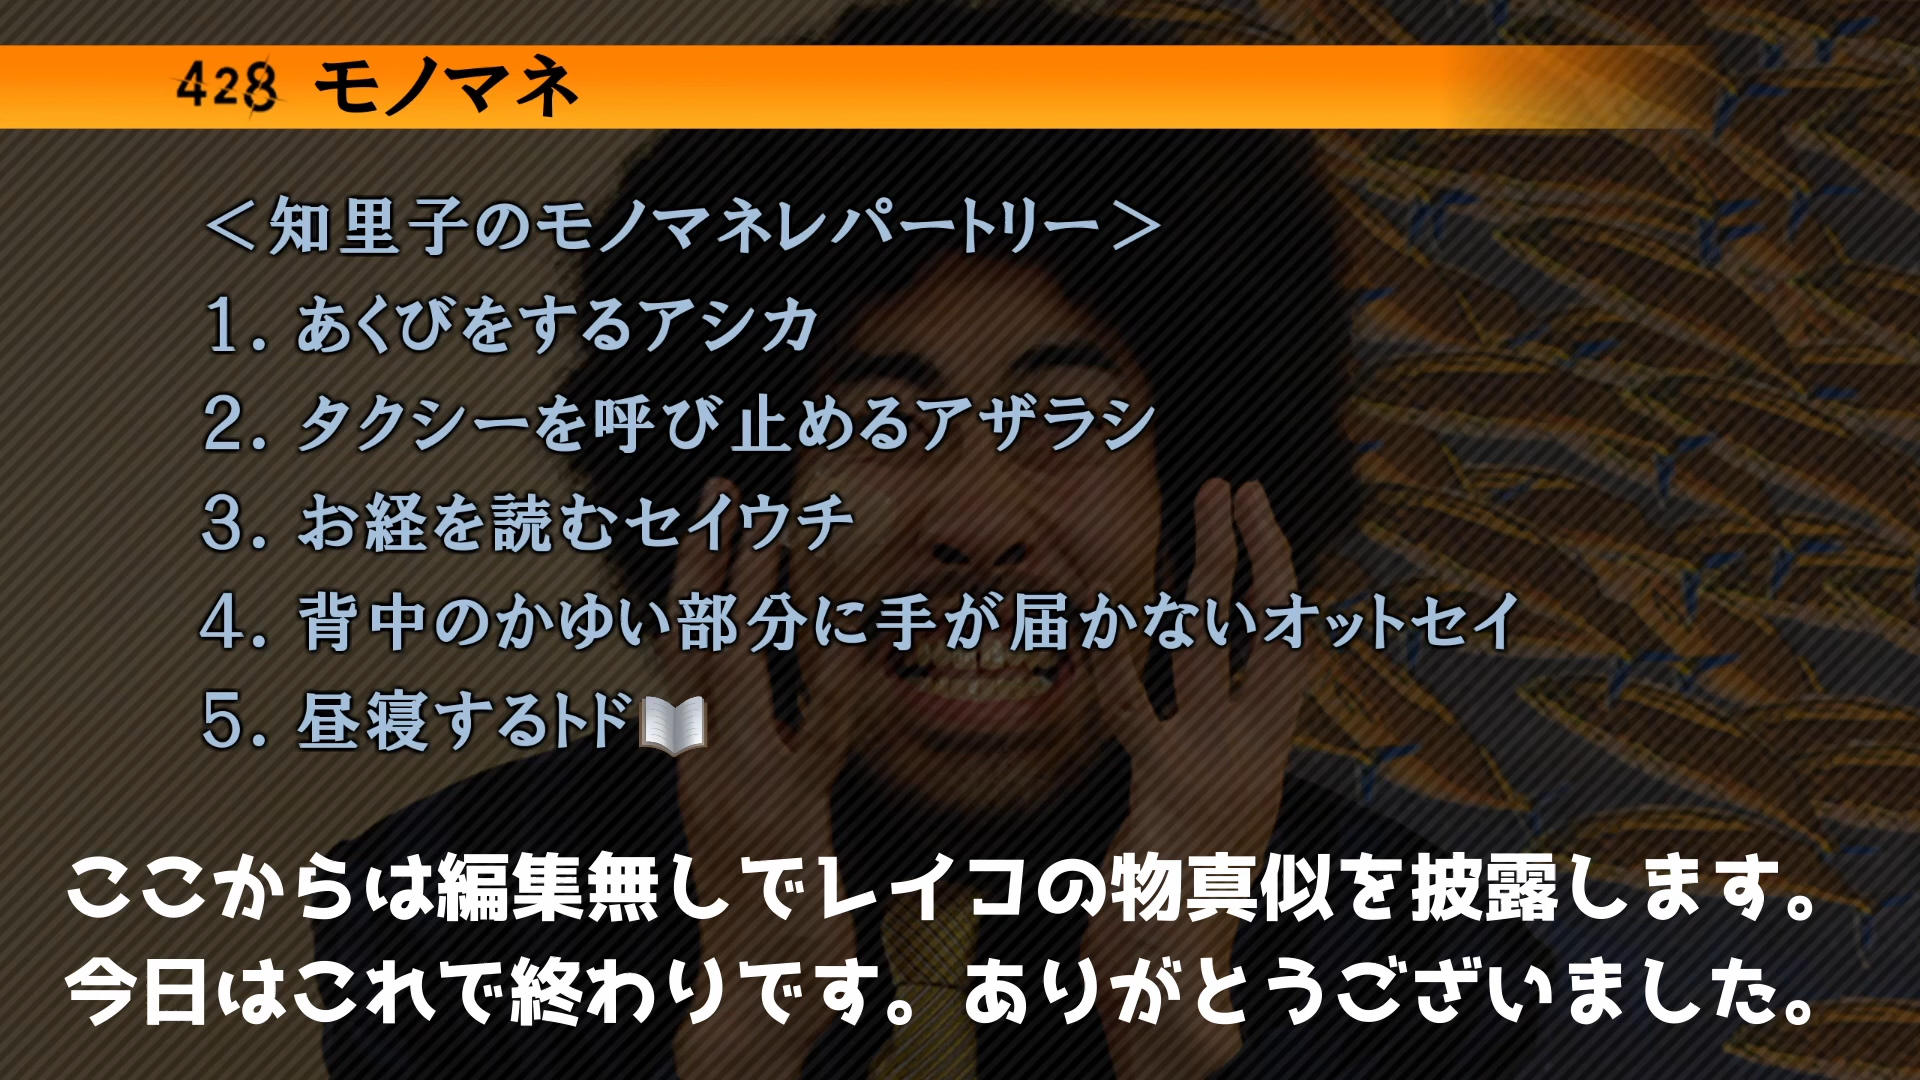 428 モノマネ
＜知里子のモノマネレパートリー＞
1. あくびをするアシカ
2. タクシーを呼び止めるアザラシ
3. お経を読むセイウチ
4. 背中のかゆい部分に手が届かないオットセイ
5. 昼寝するトド
ここからは編集無しでレイコの物真似を披露します。
今日はこれで終わりです。ありがとうございました。